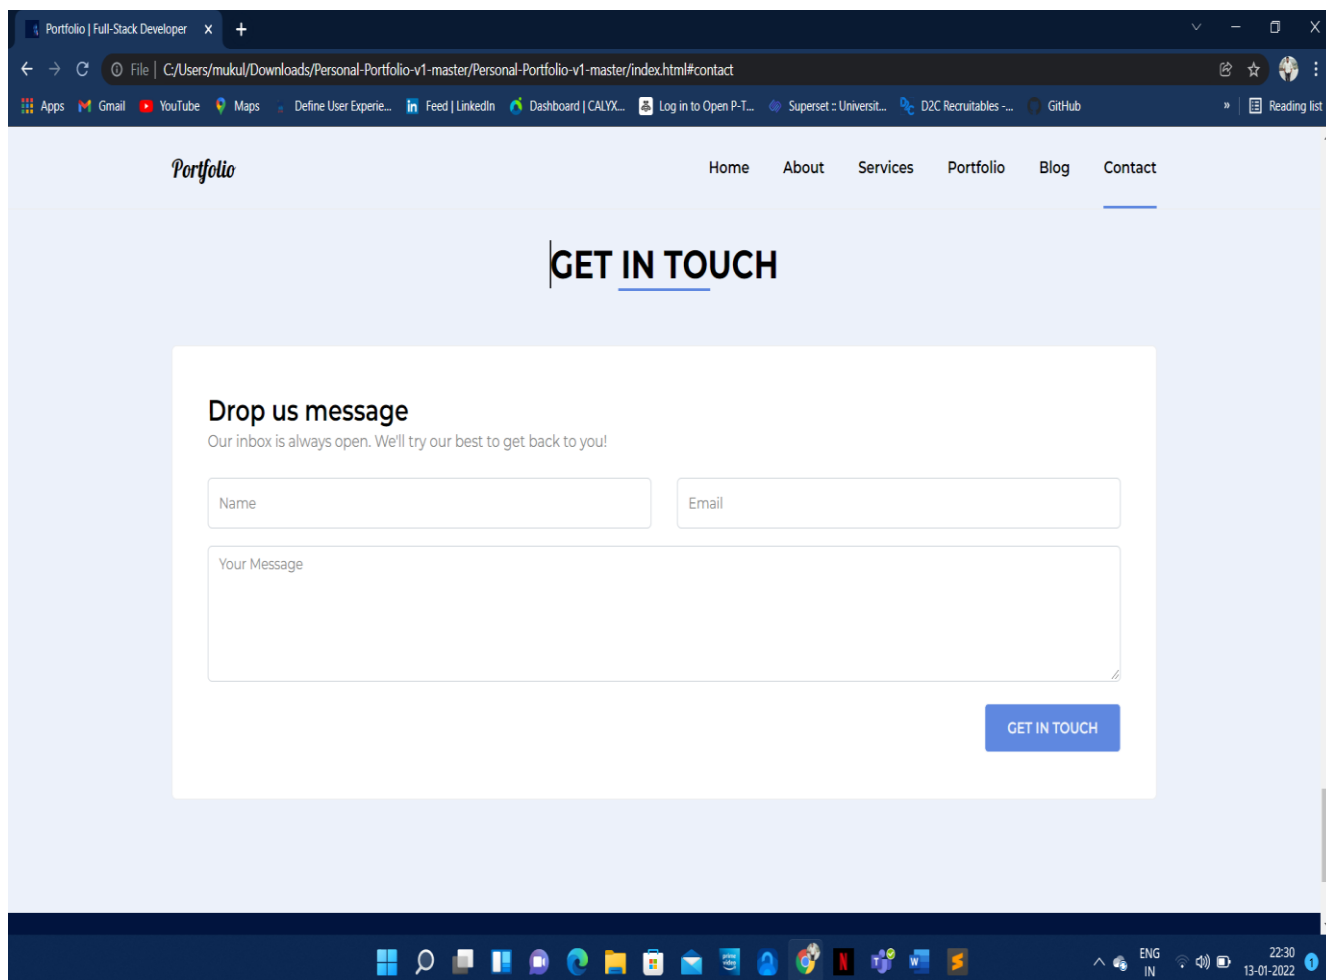 Portfolio | Full-Stack Developer
File | C:/Users/mukul/Downloads/Personal-Portfolio-v1-master/Personal-Portfolio-v1-master/index.html#contact
Apps Gmail YouTube Maps Define User Experie... Feed | LinkedIn Dashboard | CALYX... Log in to Open P-T... Superset :: Universit... D2C Recruitables -... GitHub » Reading list
Portfolio Home About Services Portfolio Blog Contact
GET IN TOUCH
Drop us message
Our inbox is always open. We'll try our best to get back to you!
Name Email
Your Message
GET IN TOUCH
ENG 22:30
IN 13-01-2022 1